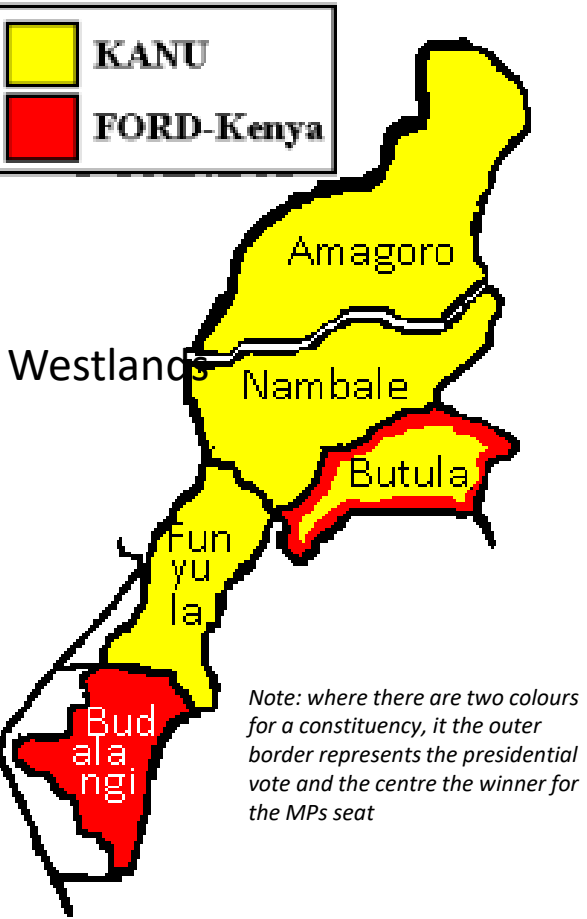 KANU
FORD-Kenya
Amagoro
Westlands
Nambale
Butula
Fun
yu
la
Bud
ala
ngi
Note: where there are two colours
for a constituency, it the outer
border represents the presidential
vote and the centre the winner for
the MPs seat